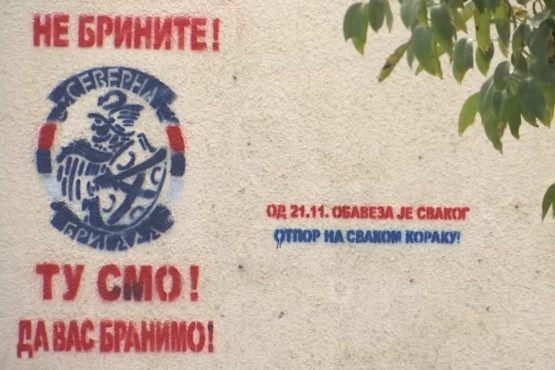 НЕ БРИНИТЕ!
СЕВЕРНА
БРИГАДА
ТУ СМО!
ДА ВАС БРАНИМО!
ОД 21.11. ОБАВЕЗА ЈЕ СВАКОГ
ОТПОР НА СВАКОМ КОРАКУ!